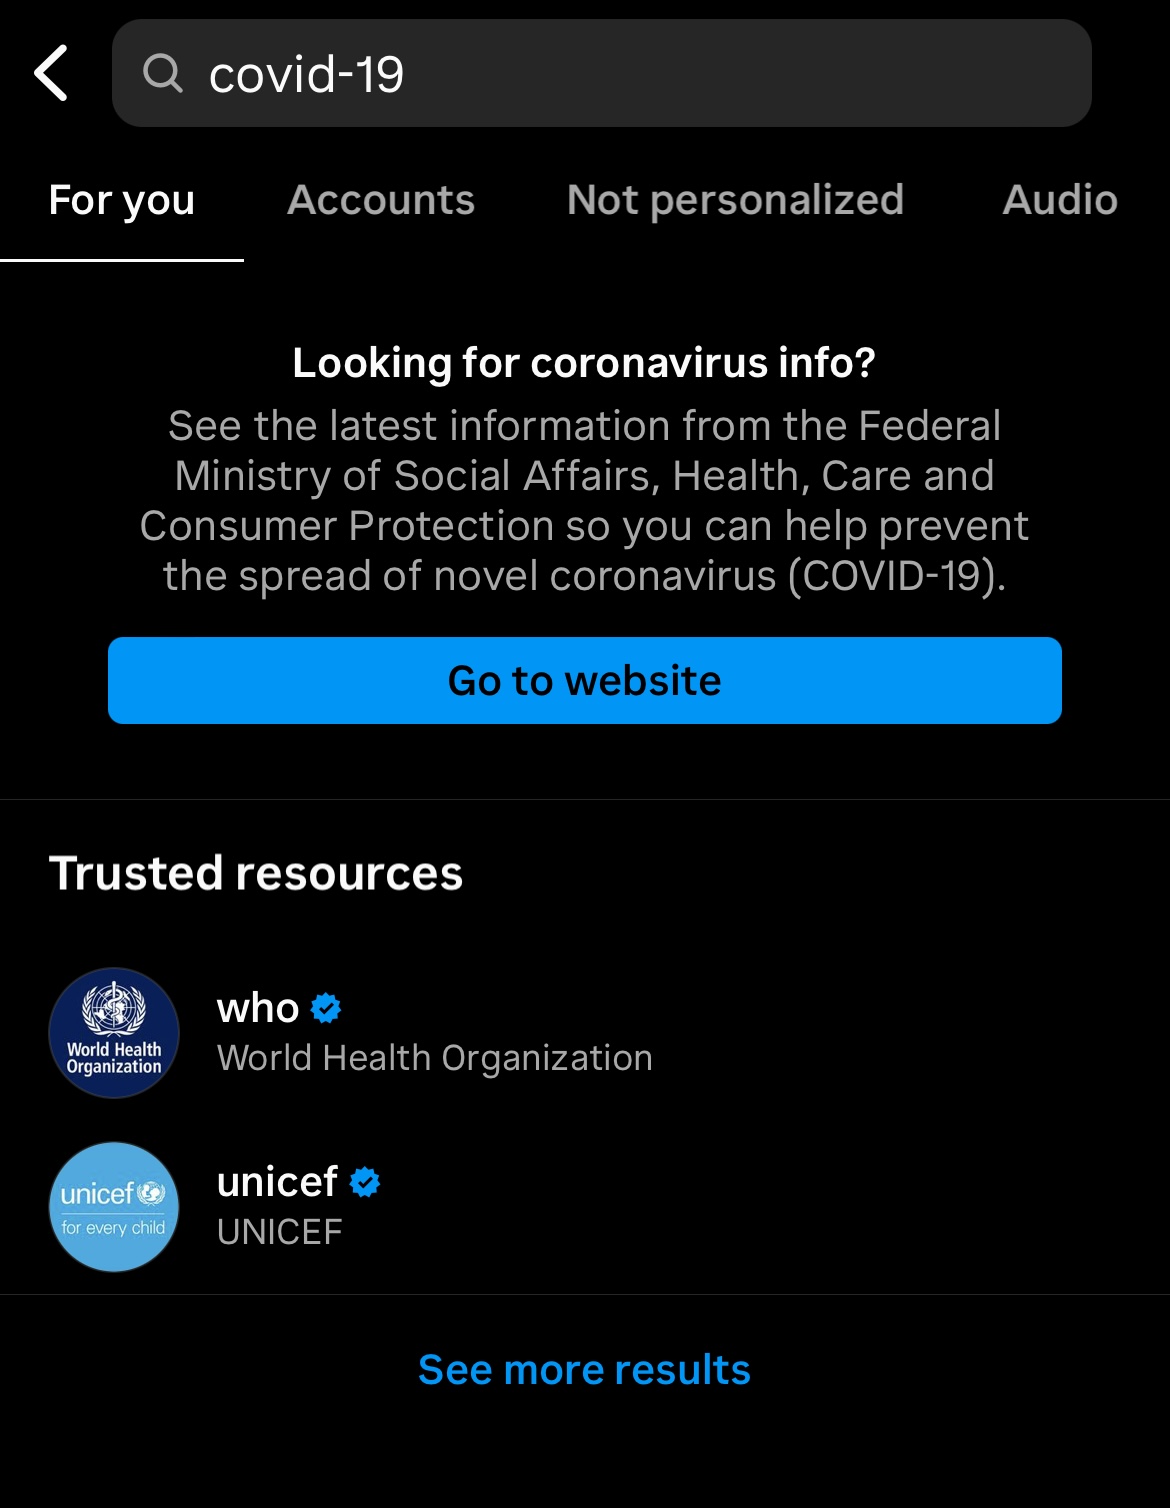 covid-19
For you
Accounts
Not personalized
Audio
Looking for coronavirus info?
See the latest information from the Federal
Ministry of Social Affairs, Health, Care and
Consumer Protection so you can help prevent
the spread of novel coronavirus (COVID-19).
Go to website
Trusted resources
World Health
Organization
who
World Health Organization
unicef
for every child
unicef
UNICEF
See more results